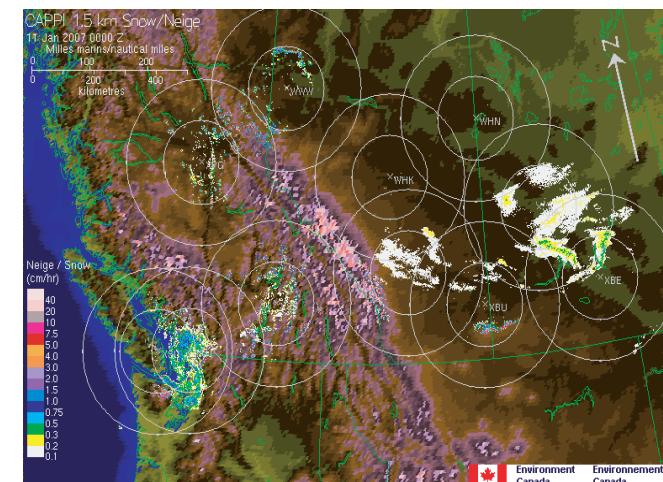 CAPPI 1.5 km Snow/Neige
11 Jan 2007 0000 Z
Milles marins/nautical miles
0 100 200
0 200 400
kilometres
N
WWW
WHN
WHK
XBU
XBE
Neige / Snow
(cm/hr)
40
20
10
7.5
5.0
4.0
3.0
2.0
1.5
1.0
0.75
0.5
0.3
0.2
0.1
Environment
Canada
Environnement
Canada